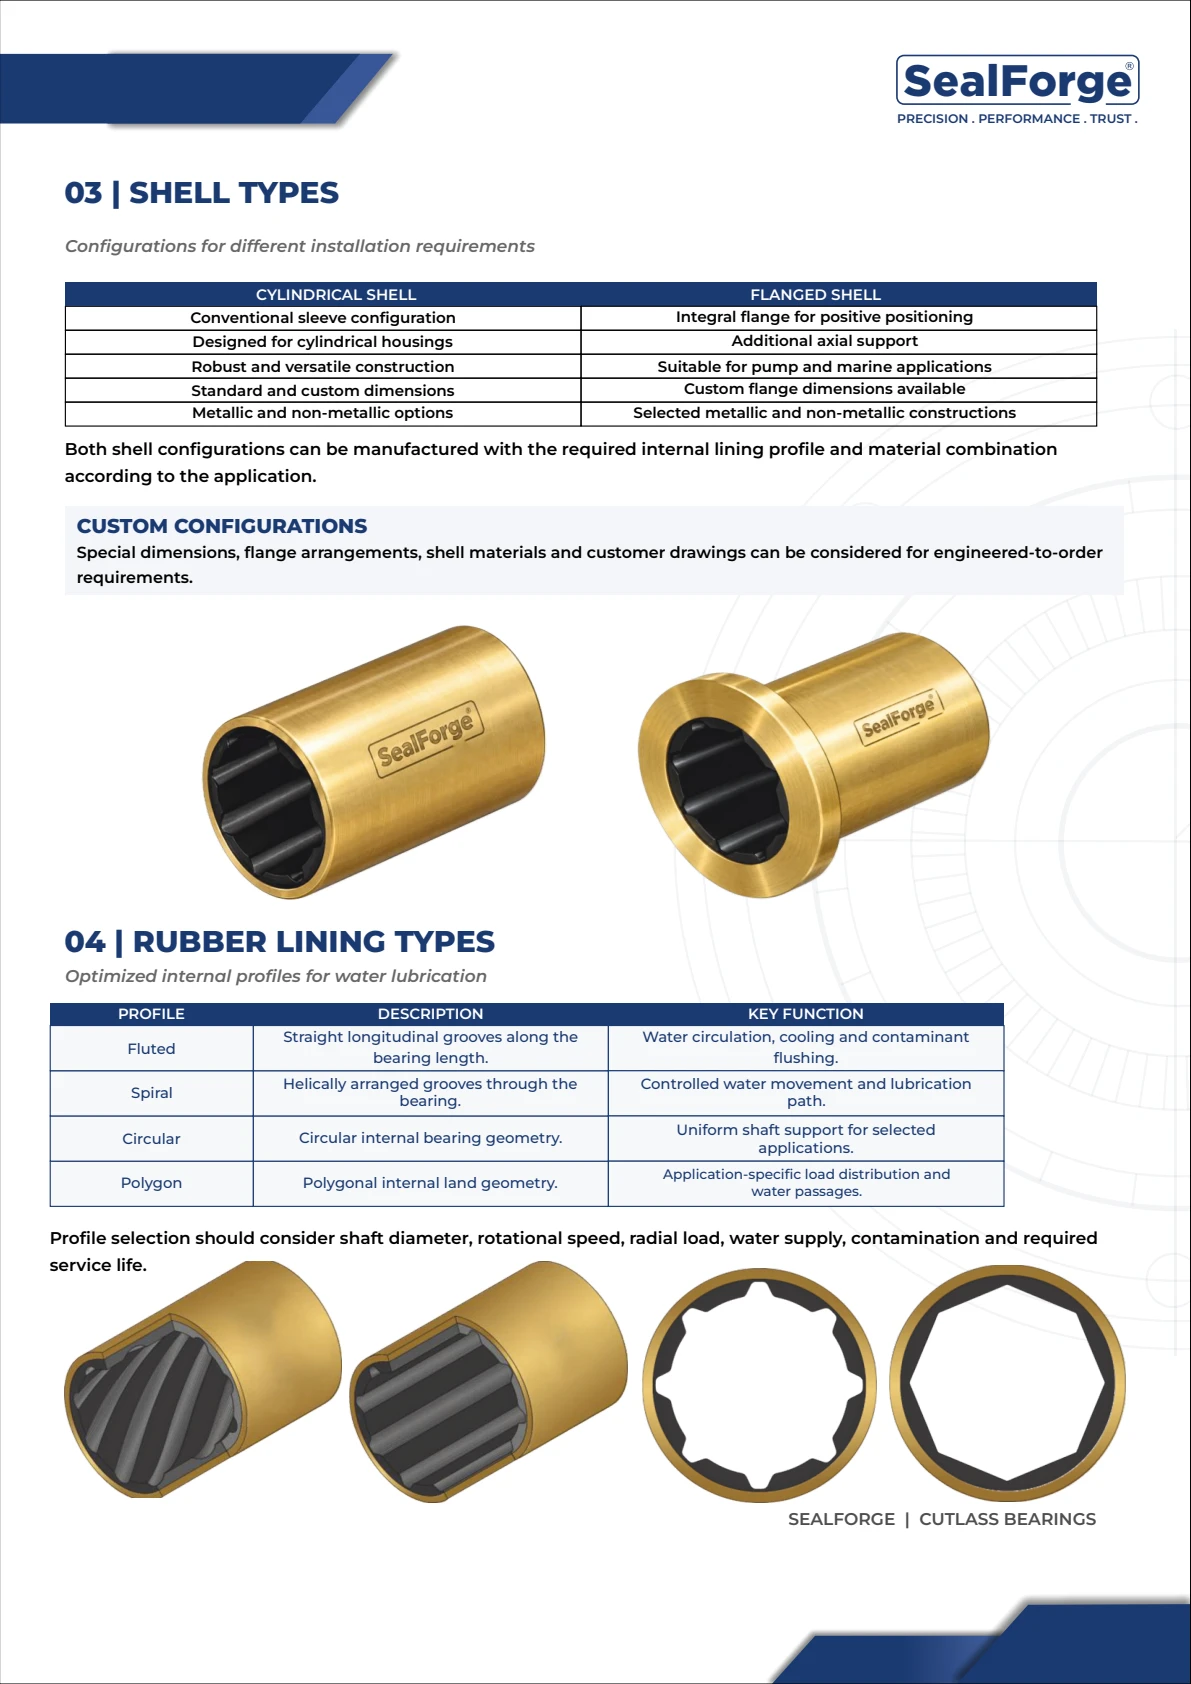 SealForge®
PRECISION . PERFORMANCE . TRUST .
03 | SHELL TYPES
Configurations for different installation requirements
CYLINDRICAL SHELL FLANGED SHELL
Conventional sleeve configuration Integral flange for positive positioning
Designed for cylindrical housings Additional axial support
Robust and versatile construction Suitable for pump and marine applications
Standard and custom dimensions Custom flange dimensions available
Metallic and non-metallic options Selected metallic and non-metallic constructions
Both shell configurations can be manufactured with the required internal lining profile and material combination
according to the application.
CUSTOM CONFIGURATIONS
Special dimensions, flange arrangements, shell materials and customer drawings can be considered for engineered-to-order
requirements.
SealForge®
SealForge®
04 | RUBBER LINING TYPES
Optimized internal profiles for water lubrication
PROFILE DESCRIPTION KEY FUNCTION
Fluted
Straight longitudinal grooves along the
bearing length.
Water circulation, cooling and contaminant
flushing.
Spiral
Helically arranged grooves through the
bearing.
Controlled water movement and lubrication
path.
Circular
Circular internal bearing geometry.
Uniform shaft support for selected
applications.
Polygon
Polygonal internal land geometry.
Application-specific load distribution and
water passages.
Profile selection should consider shaft diameter, rotational speed, radial load, water supply, contamination and required
service life.
SEALFORGE | CUTLASS BEARINGS